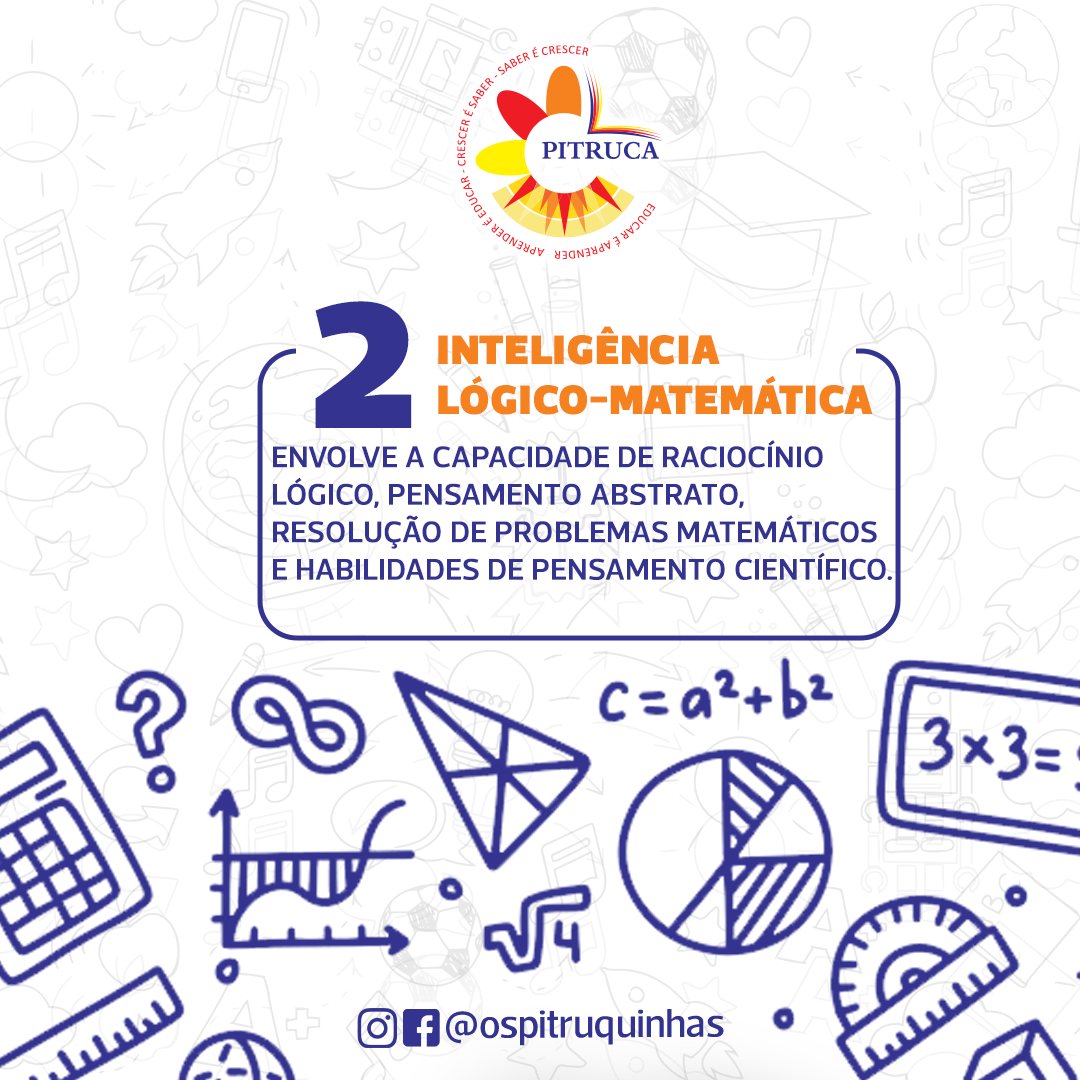 EDUCAR É APRENDER - APRENDER É EDUCAR - CRESCER É SABER - SABER É CRESCER
PITRUCA
2
INTELIGÊNCIA
LÓGICO-MATEMÁTICA
ENVOLVE A CAPACIDADE DE RACIOCÍNIO
LÓGICO, PENSAMENTO ABSTRATO,
RESOLUÇÃO DE PROBLEMAS MATEMÁTICOS
E HABILIDADES DE PENSAMENTO CIENTÍFICO.
?
c = a²+b²
3×3=
√4
A+
@ospitruquinhas